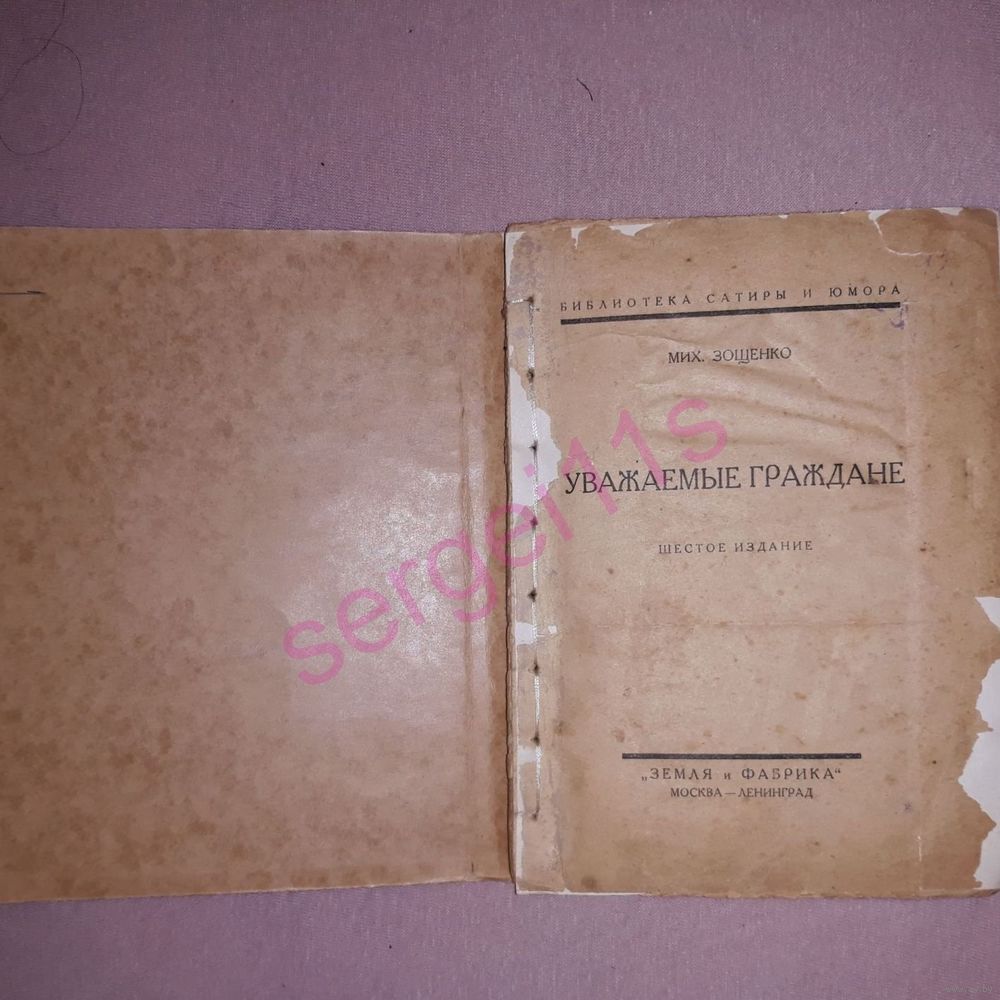 БИБЛИОТЕКА САТИРЫ И ЮМОРА
МИХ. ЗОЩЕНКО
УВАЖАЕМЫЕ ГРАЖДАНЕ
ШЕСТОЕ ИЗДАНИЕ
„ЗЕМЛЯ и ФАБРИКА“
МОСКВА—ЛЕНИНГРАД
sergei11s